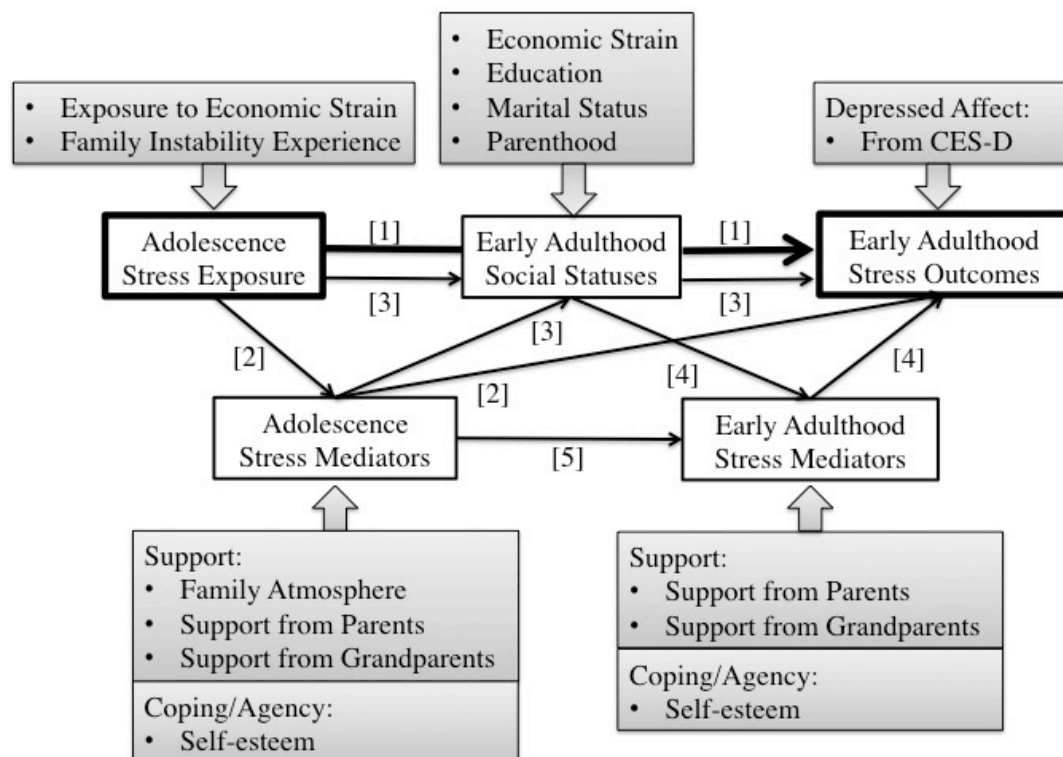 • Exposure to Economic Strain
• Family Instability Experience
• Economic Strain
• Education
• Marital Status
• Parenthood
Depressed Affect:
• From CES-D
Adolescence
Stress Exposure
[1]
[3]
Early Adulthood
Social Statuses
[1]
[3]
Early Adulthood
Stress Outcomes
[2]
[3]
[2]
[4]
[4]
Adolescence
Stress Mediators
[5]
Early Adulthood
Stress Mediators
Support:
• Family Atmosphere
• Support from Parents
• Support from Grandparents
Coping/Agency:
• Self-esteem
Support:
• Support from Parents
• Support from Grandparents
Coping/Agency:
• Self-esteem